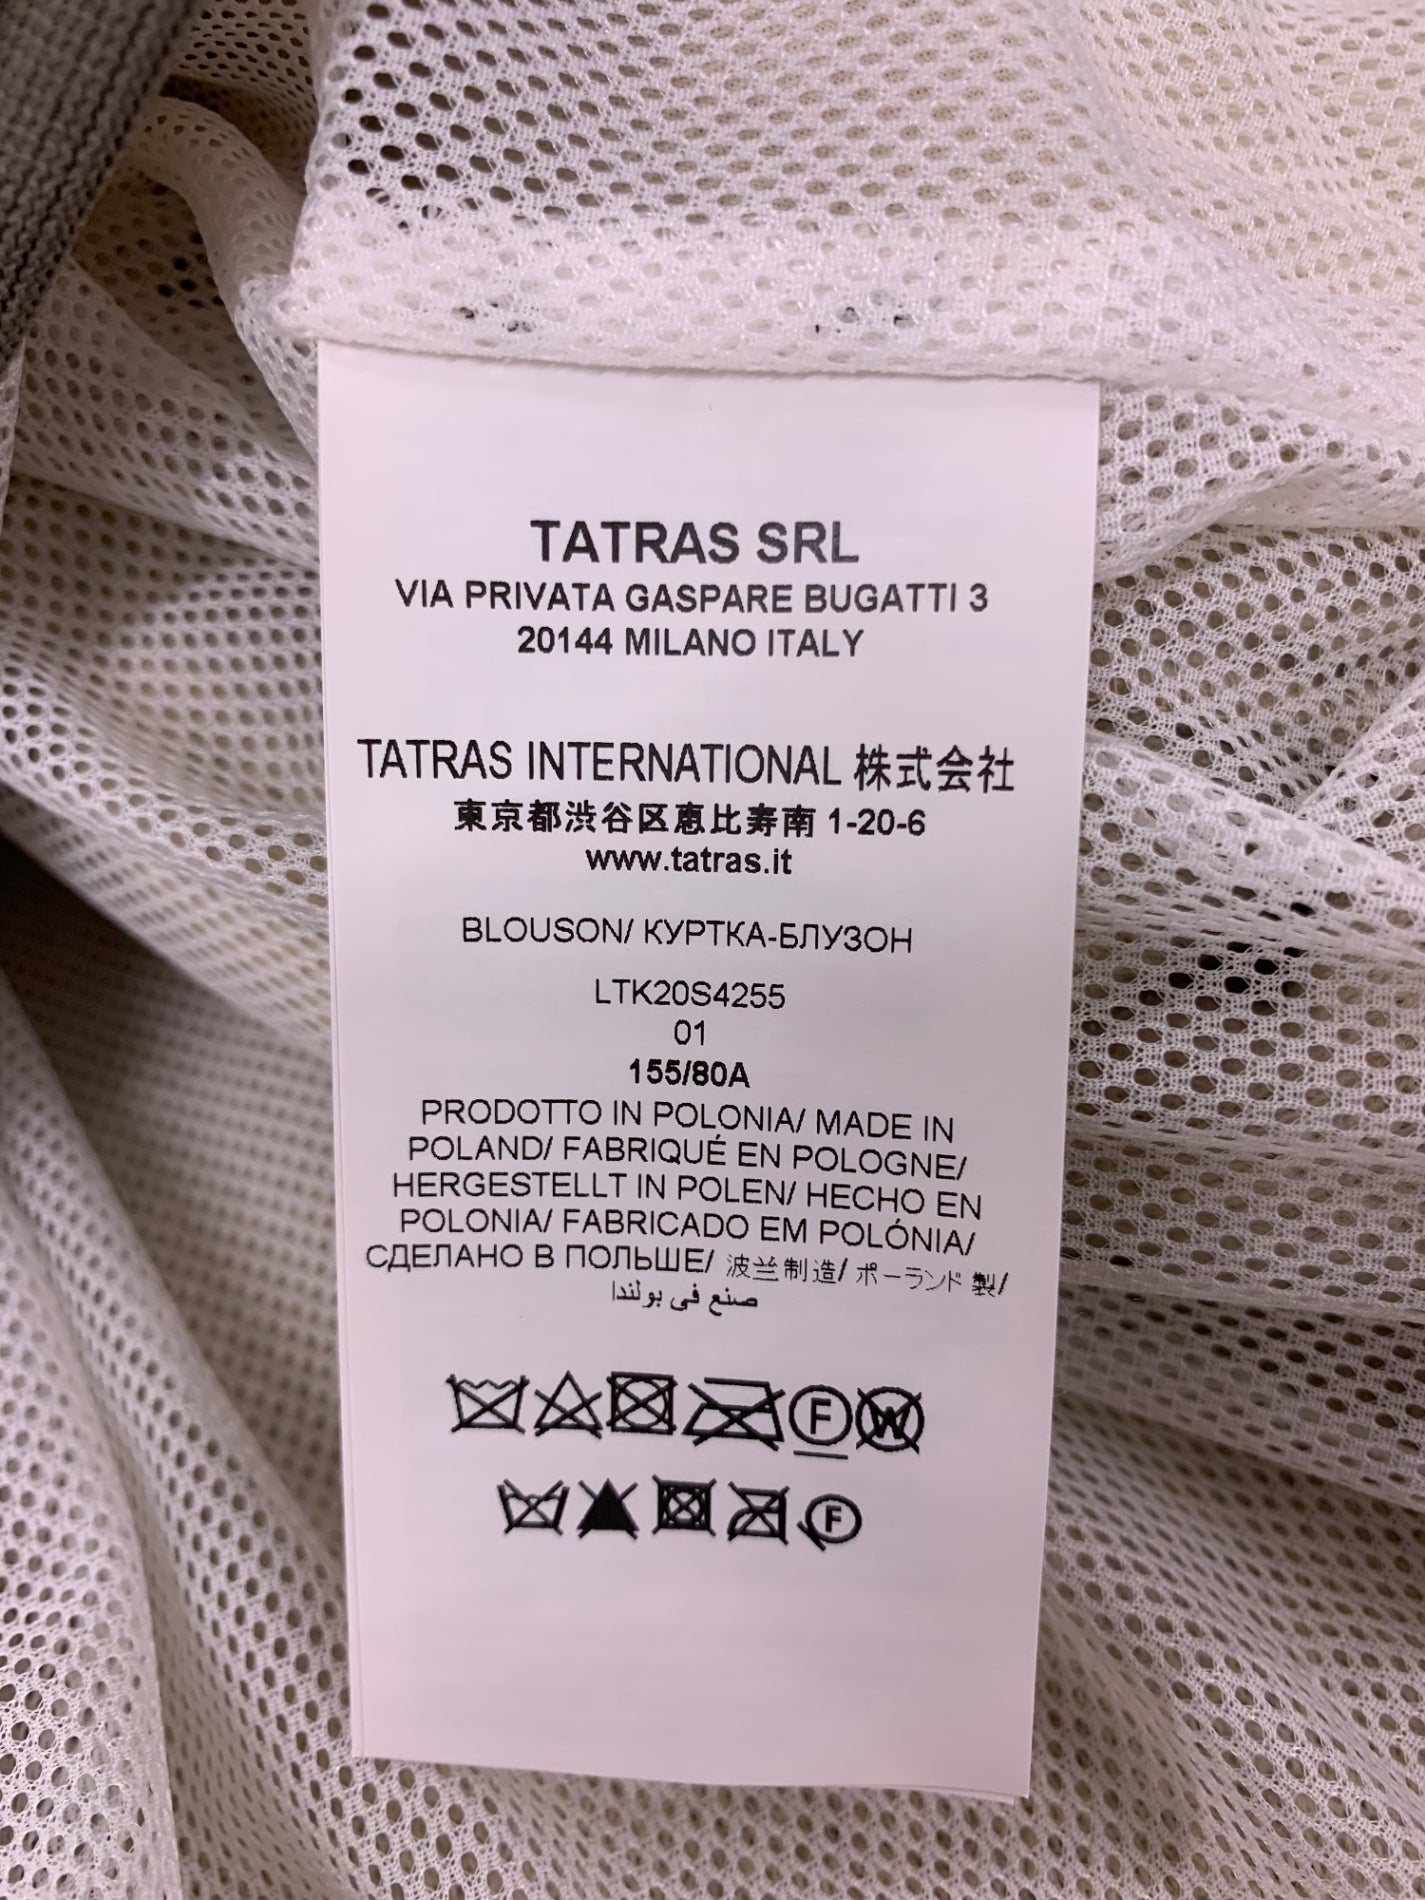 TATRAS SRL
VIA PRIVATA GASPARE BUGATTI 3
20144 MILANO ITALY
TATRAS INTERNATIONAL 株式会社
東京都渋谷区恵比寿南 1-20-6
www.tatras.it
BLOUSON/ КУРТКА-БЛУЗОН
LTK20S4255
01
155/80A
PRODOTTO IN POLONIA/ MADE IN
POLAND/ FABRIQUÉ EN POLOGNE/
HERGESTELLT IN POLEN/ HECHO EN
POLONIA/ FABRICADO EM POLÓNIA/
СДЕЛАНО В ПОЛЬШЕ/ 波兰制造/ ポーランド 製/
صنع في بولندا
F W
F